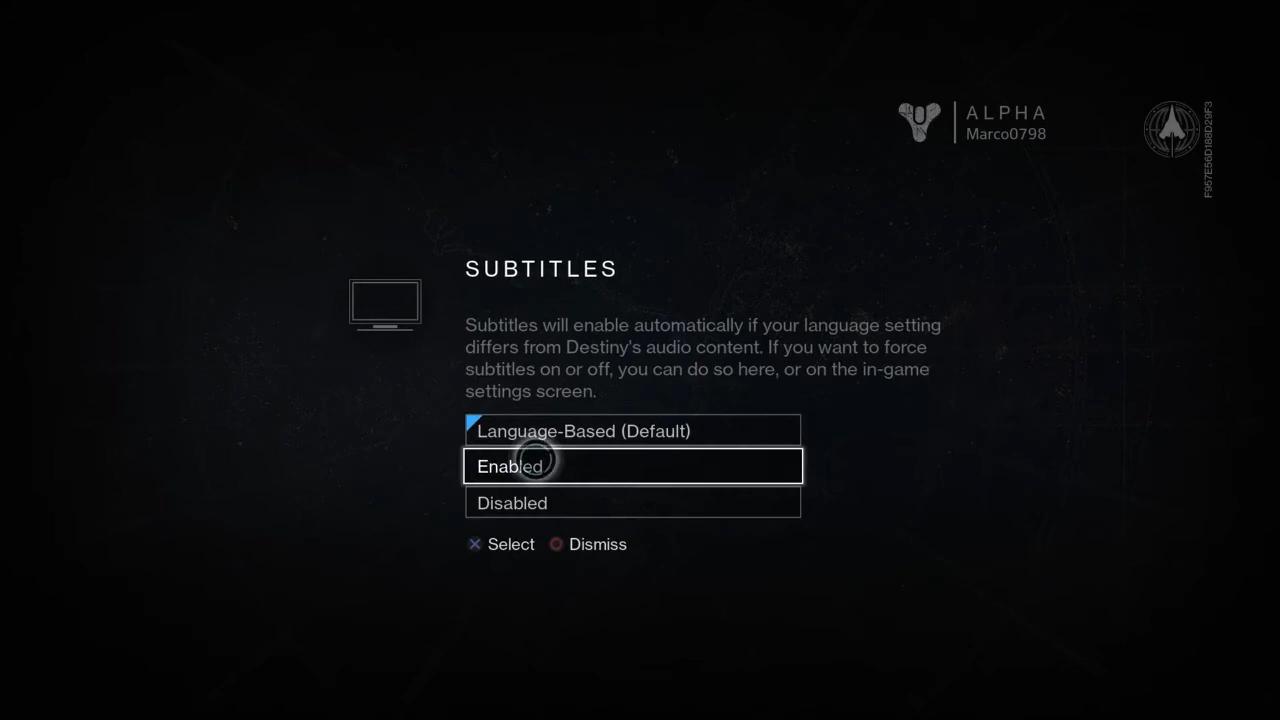 ALPHA
Marco0798
F957E56D188D29F3
SUBTITLES
Subtitles will enable automatically if your language setting
differs from Destiny's audio content. If you want to force
subtitles on or off, you can do so here, or on the in-game
settings screen.
Language-Based (Default)
Enabled
Disabled
Select Dismiss